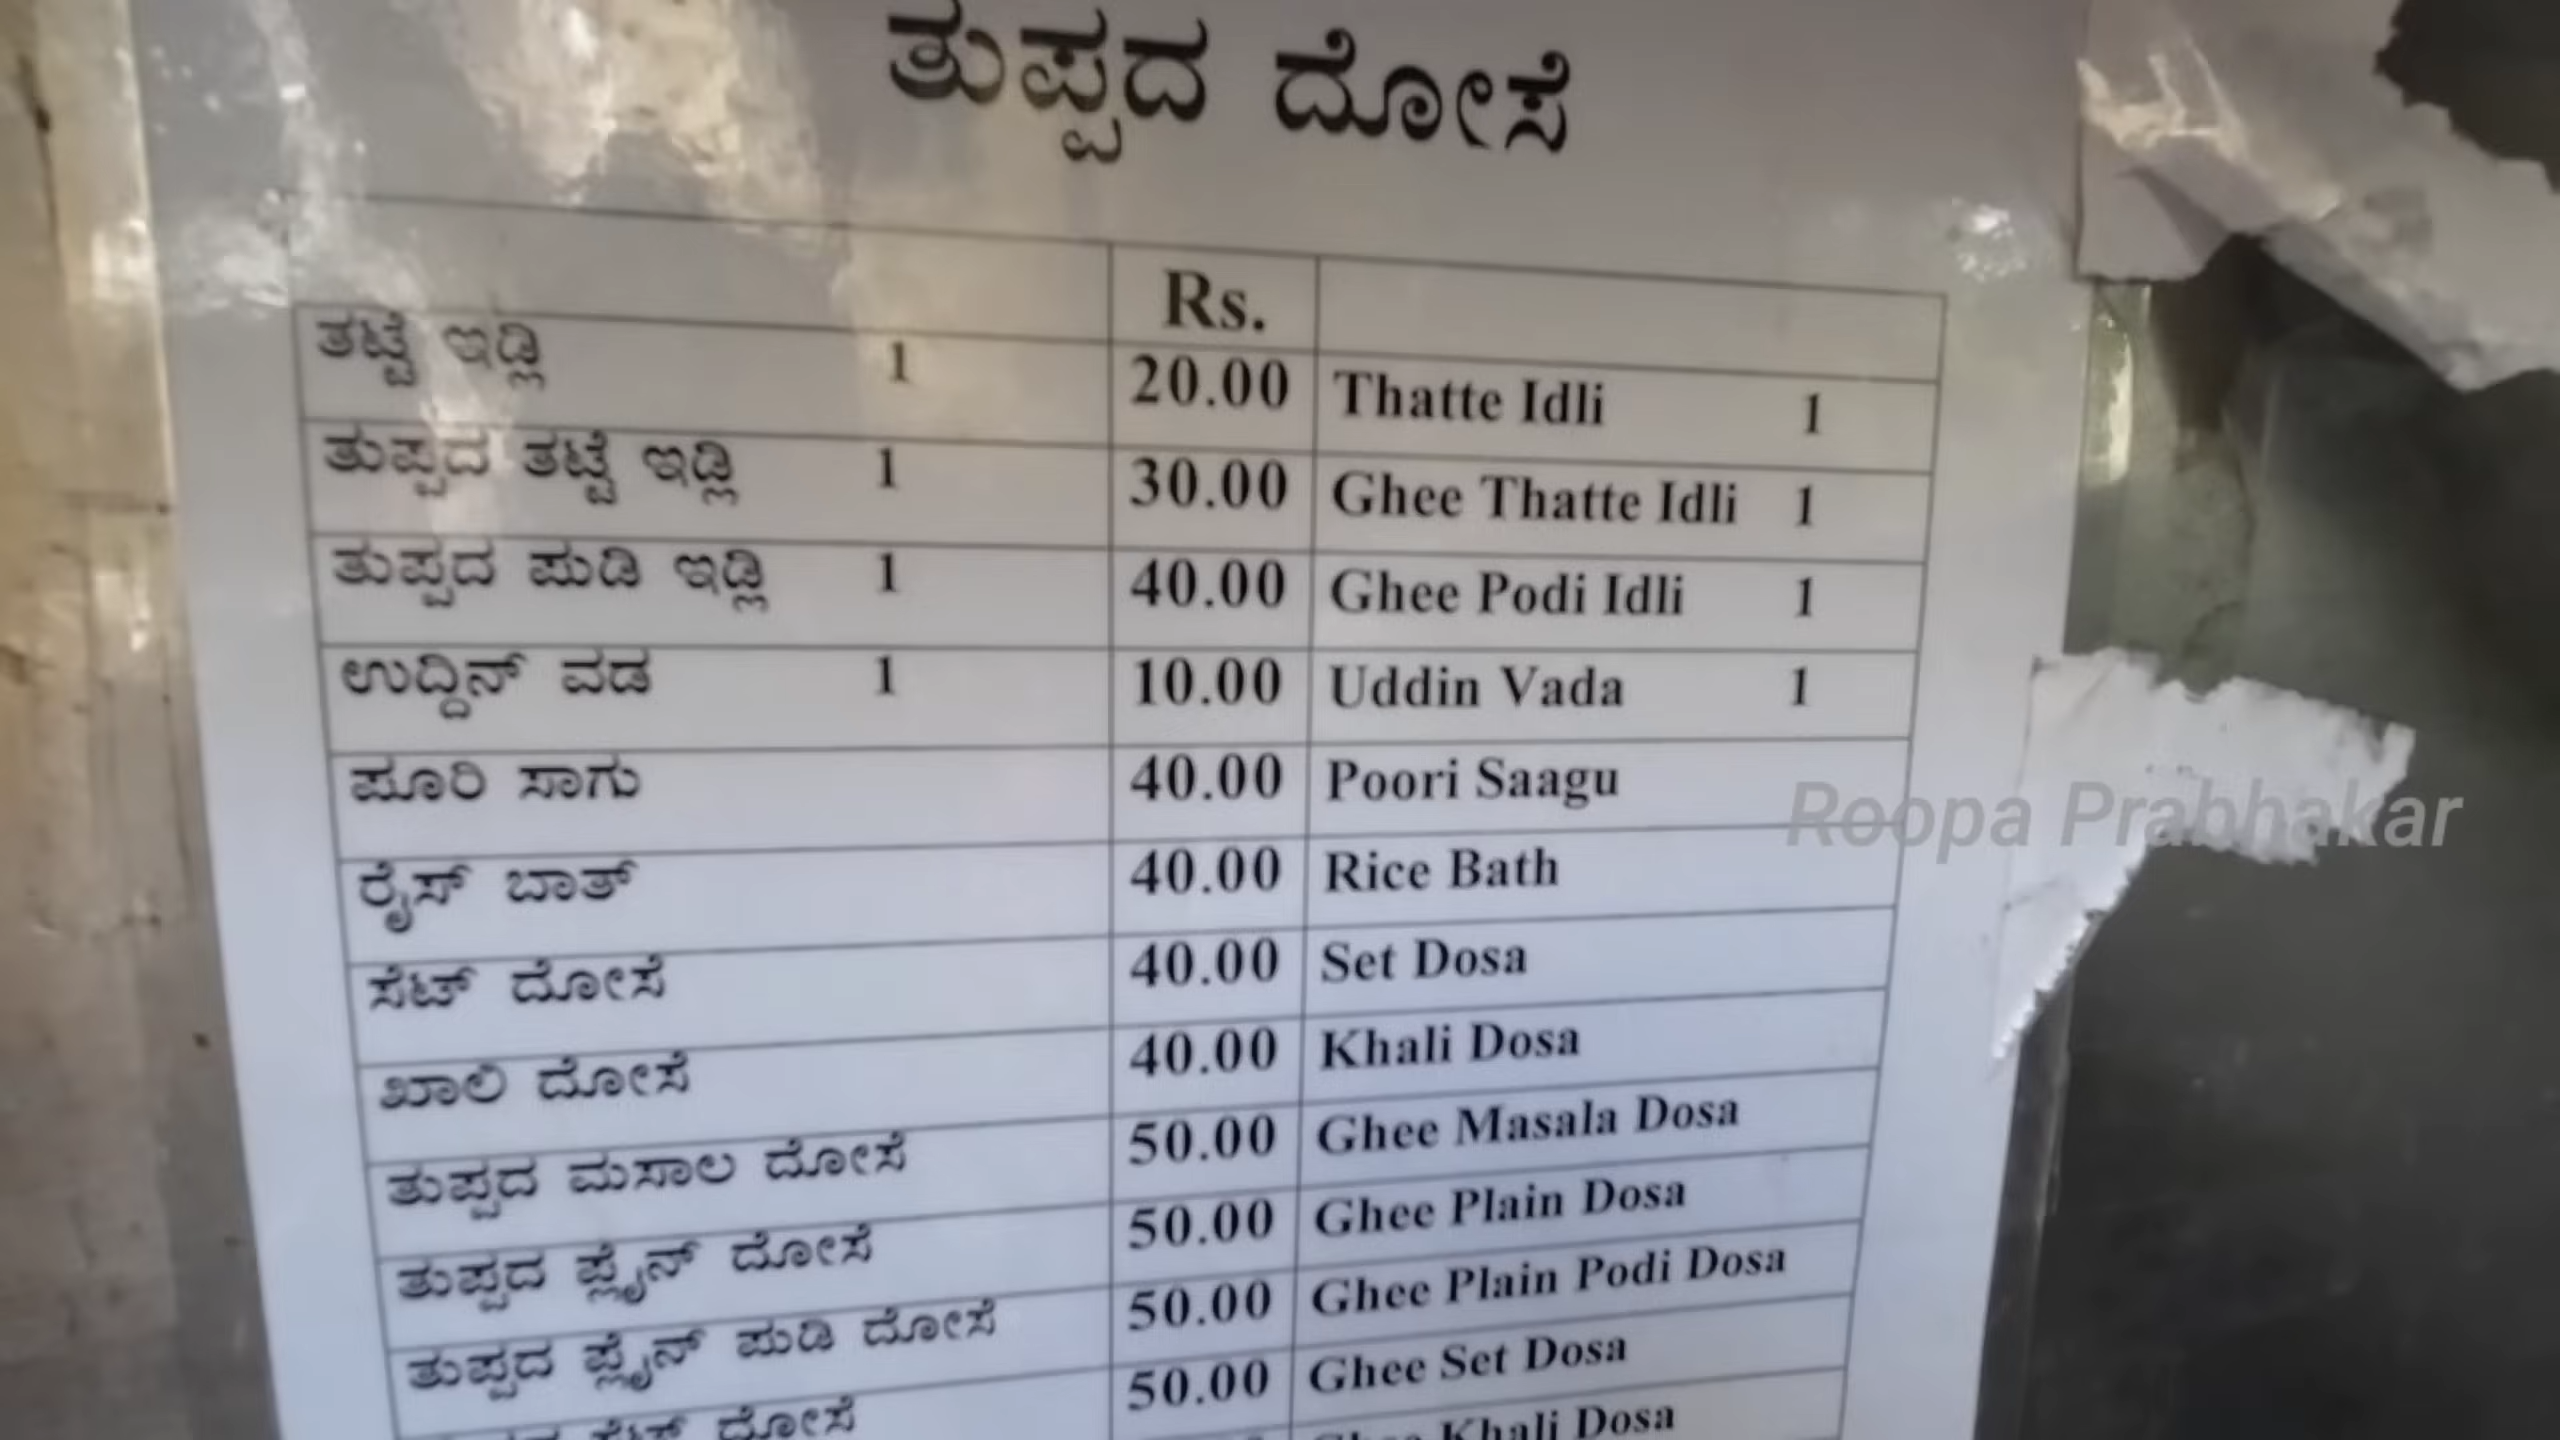 ತುಪ್ಪದ ದೋಸೆ
Rs.
ತಟ್ಟೆ ಇಡ್ಲಿ 1 20.00 Thatte Idli 1
ತುಪ್ಪದ ತಟ್ಟೆ ಇಡ್ಲಿ 1 30.00 Ghee Thatte Idli 1
ತುಪ್ಪದ ಪುಡಿ ಇಡ್ಲಿ 1 40.00 Ghee Podi Idli 1
ಉದ್ದಿನ್ ವಡ 1 10.00 Uddin Vada 1
ಪೂರಿ ಸಾಗು 40.00 Poori Saagu
ರೈಸ್ ಬಾತ್ 40.00 Rice Bath
ಸೆಟ್ ದೋಸೆ 40.00 Set Dosa
ಖಾಲಿ ದೋಸೆ 40.00 Khali Dosa
ತುಪ್ಪದ ಮಸಾಲ ದೋಸೆ 50.00 Ghee Masala Dosa
ತುಪ್ಪದ ಪ್ಲೈನ್ ದೋಸೆ 50.00 Ghee Plain Dosa
ತುಪ್ಪದ ಪ್ಲೈನ್ ಪುಡಿ ದೋಸೆ 50.00 Ghee Plain Podi Dosa
ಸೆಟ್ ದೋಸೆ 50.00 Ghee Set Dosa
Khali Dosa
Roopa Prabhakar